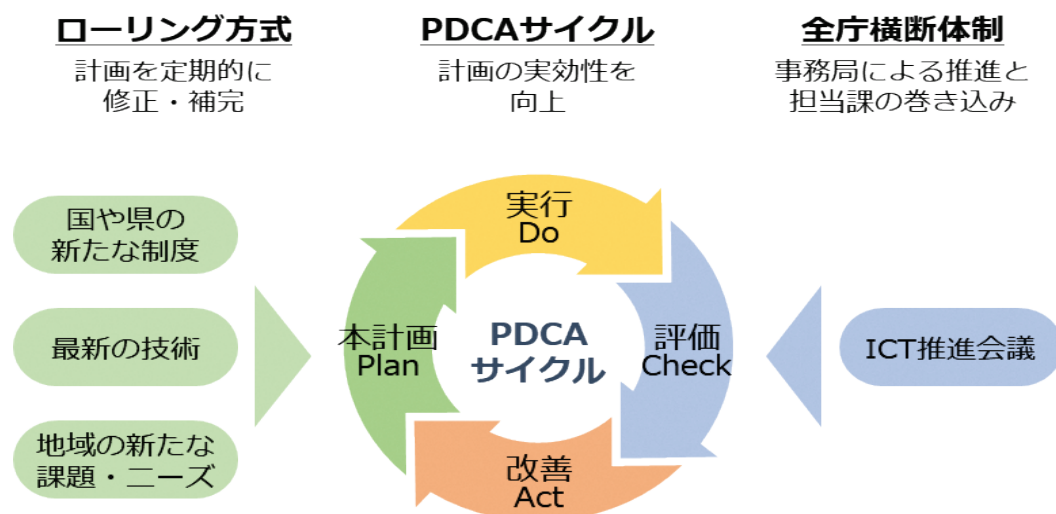 ローリング方式
計画を定期的に
修正・補完
PDCAサイクル
計画の実効性を
向上
全庁横断体制
事務局による推進と
担当課の巻き込み
国や県の
新たな制度
最新の技術
地域の新たな
課題・ニーズ
実行
Do
本計画
Plan
PDCA
サイクル
評価
Check
改善
Act
ICT推進会議